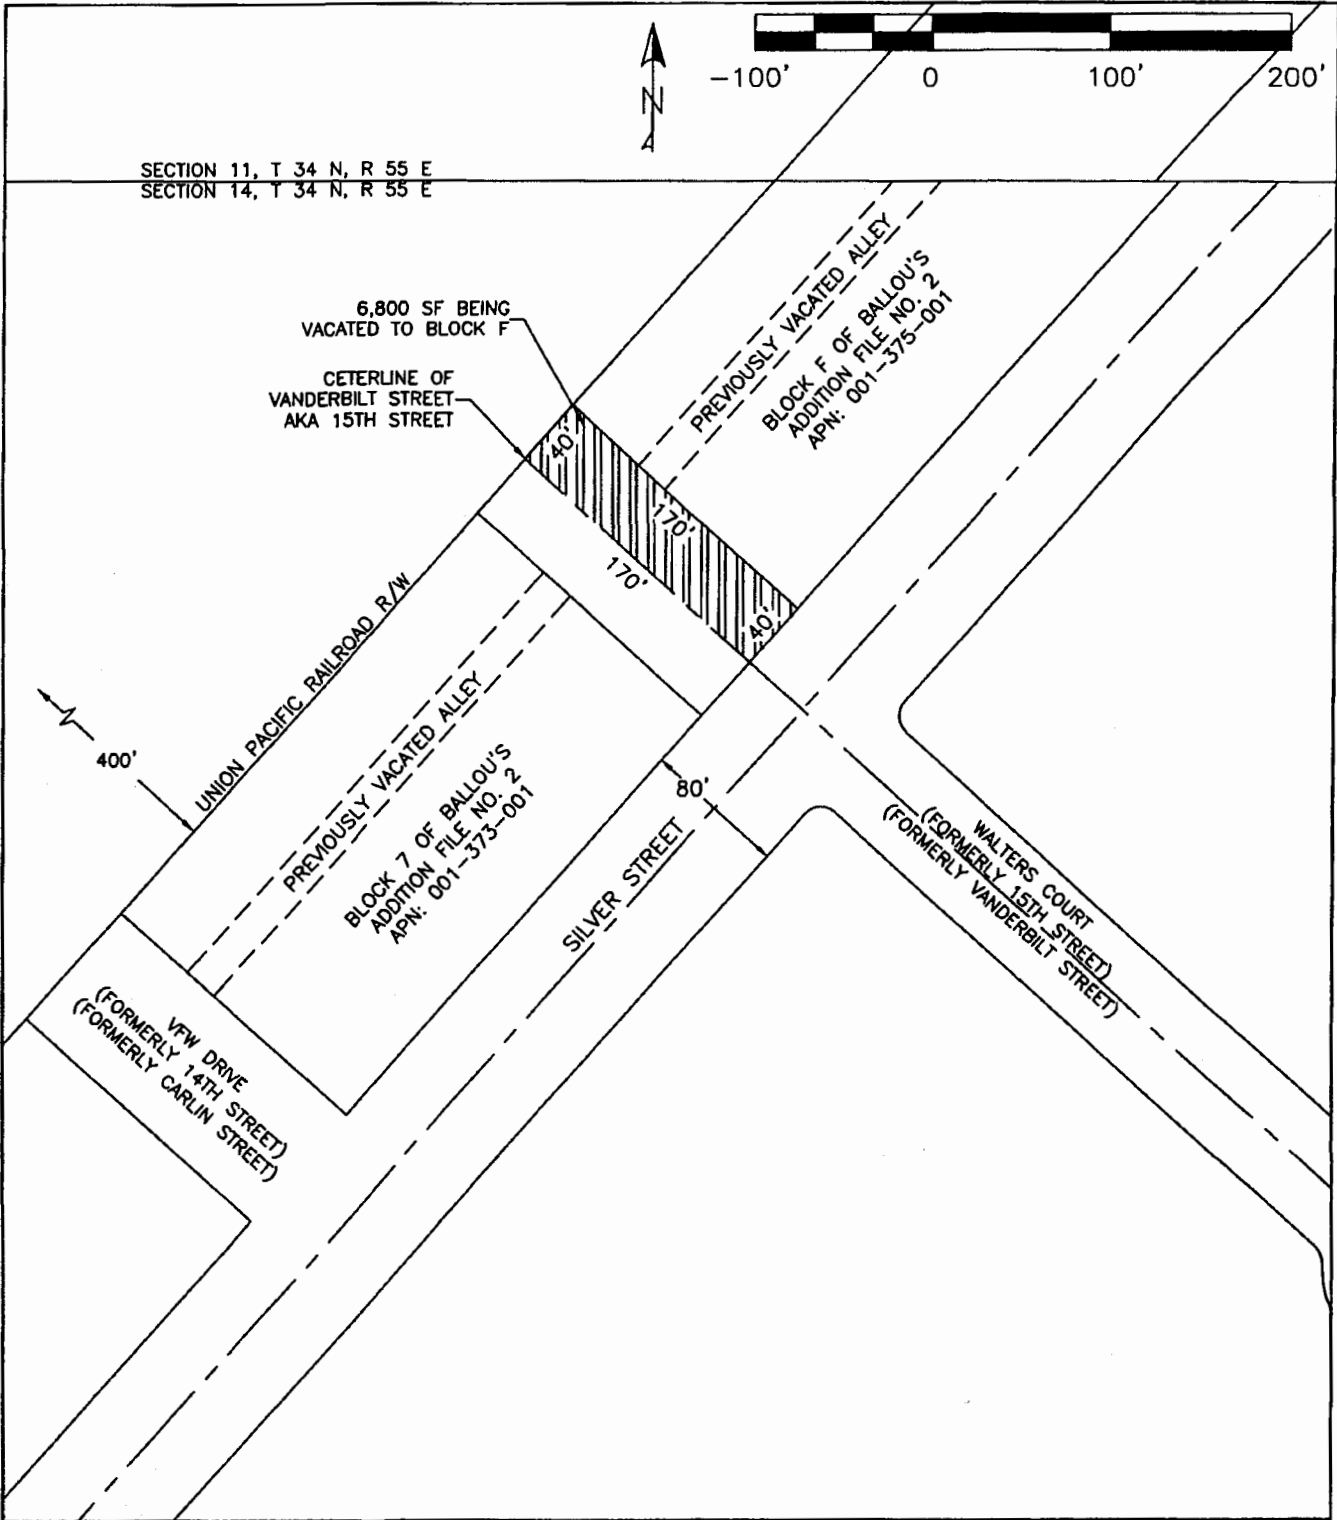 -100' 0 100' 200'
N
SECTION 11, T 34 N, R 55 E
SECTION 14, T 34 N, R 55 E
6,800 SF BEING
VACATED TO BLOCK F
CETERLINE OF
VANDERBILT STREET
AKA 15TH STREET
PREVIOUSLY VACATED ALLEY
BLOCK F OF BALLOU'S
ADDITION FILE NO. 2
APN: 001-375-001
40'
170'
170'
40'
UNION PACIFIC RAILROAD R/W
400'
PREVIOUSLY VACATED ALLEY
BLOCK 7 OF BALLOU'S
ADDITION FILE NO. 2
APN: 001-373-001
80'
SILVER STREET
WALTERS COURT
(FORMERLY 15TH STREET)
(FORMERLY VANDERBILT STREET)
VFW DRIVE
(FORMERLY 14TH STREET)
(FORMERLY CARLIN STREET)